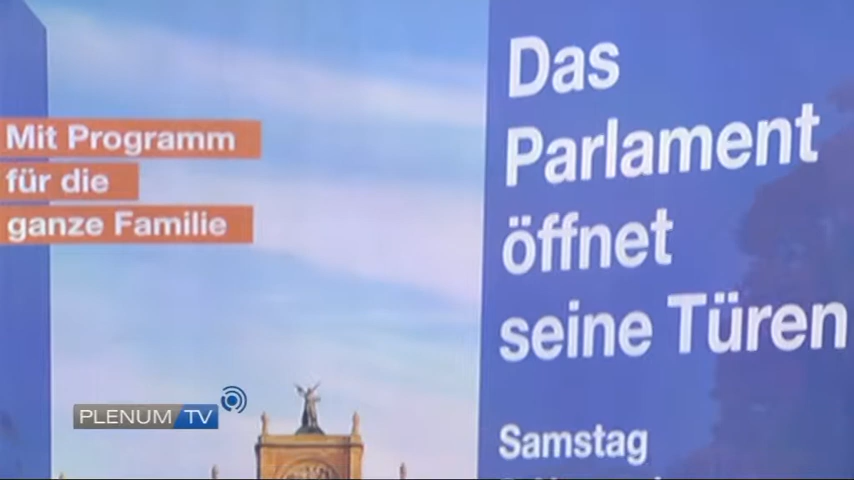 Mit Programm
für die
ganze Familie
Das
Parlament
öffnet
seine Türen
Samstag
PLENUM TV